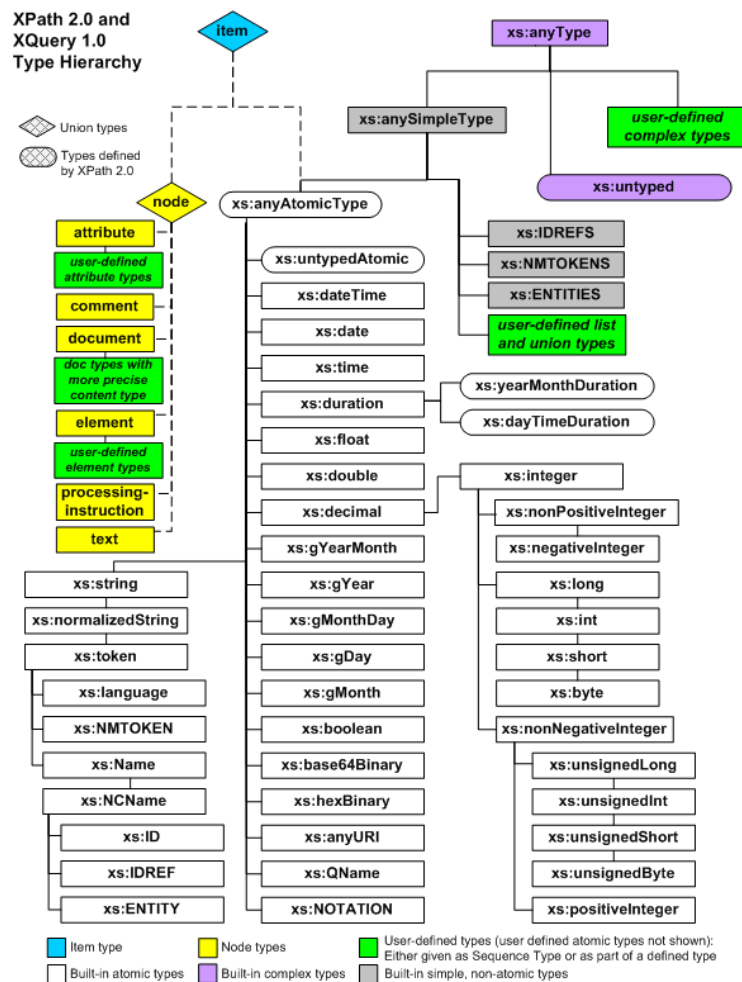 XPath 2.0 and
XQuery 1.0
Type Hierarchy
item
xs:anyType
Union types
Types defined
by XPath 2.0
xs:anySimpleType
user-defined
complex types
node
xs:anyAtomicType
xs:untyped
attribute
user-defined
attribute types
comment
document
doc types with
more precise
content type
element
user-defined
element types
processing-
instruction
text
xs:IDREFS
xs:NMTOKENS
xs:ENTITIES
user-defined list
and union types
xs:untypedAtomic
xs:dateTime
xs:date
xs:time
xs:duration
xs:yearMonthDuration
xs:dayTimeDuration
xs:float
xs:double
xs:decimal
xs:gYearMonth
xs:gYear
xs:gMonthDay
xs:gDay
xs:gMonth
xs:boolean
xs:base64Binary
xs:hexBinary
xs:anyURI
xs:QName
xs:NOTATION
xs:string
xs:normalizedString
xs:token
xs:language
xs:NMTOKEN
xs:Name
xs:NCName
xs:ID
xs:IDREF
xs:ENTITY
xs:integer
xs:nonPositiveInteger
xs:negativeInteger
xs:long
xs:int
xs:short
xs:byte
xs:nonNegativeInteger
xs:unsignedLong
xs:unsignedInt
xs:unsignedShort
xs:unsignedByte
xs:positiveInteger
Item type
Node types
User-defined types (user defined atomic types not shown):
Either given as Sequence Type or as part of a defined type
Built-in atomic types
Built-in complex types
Built-in simple, non-atomic types